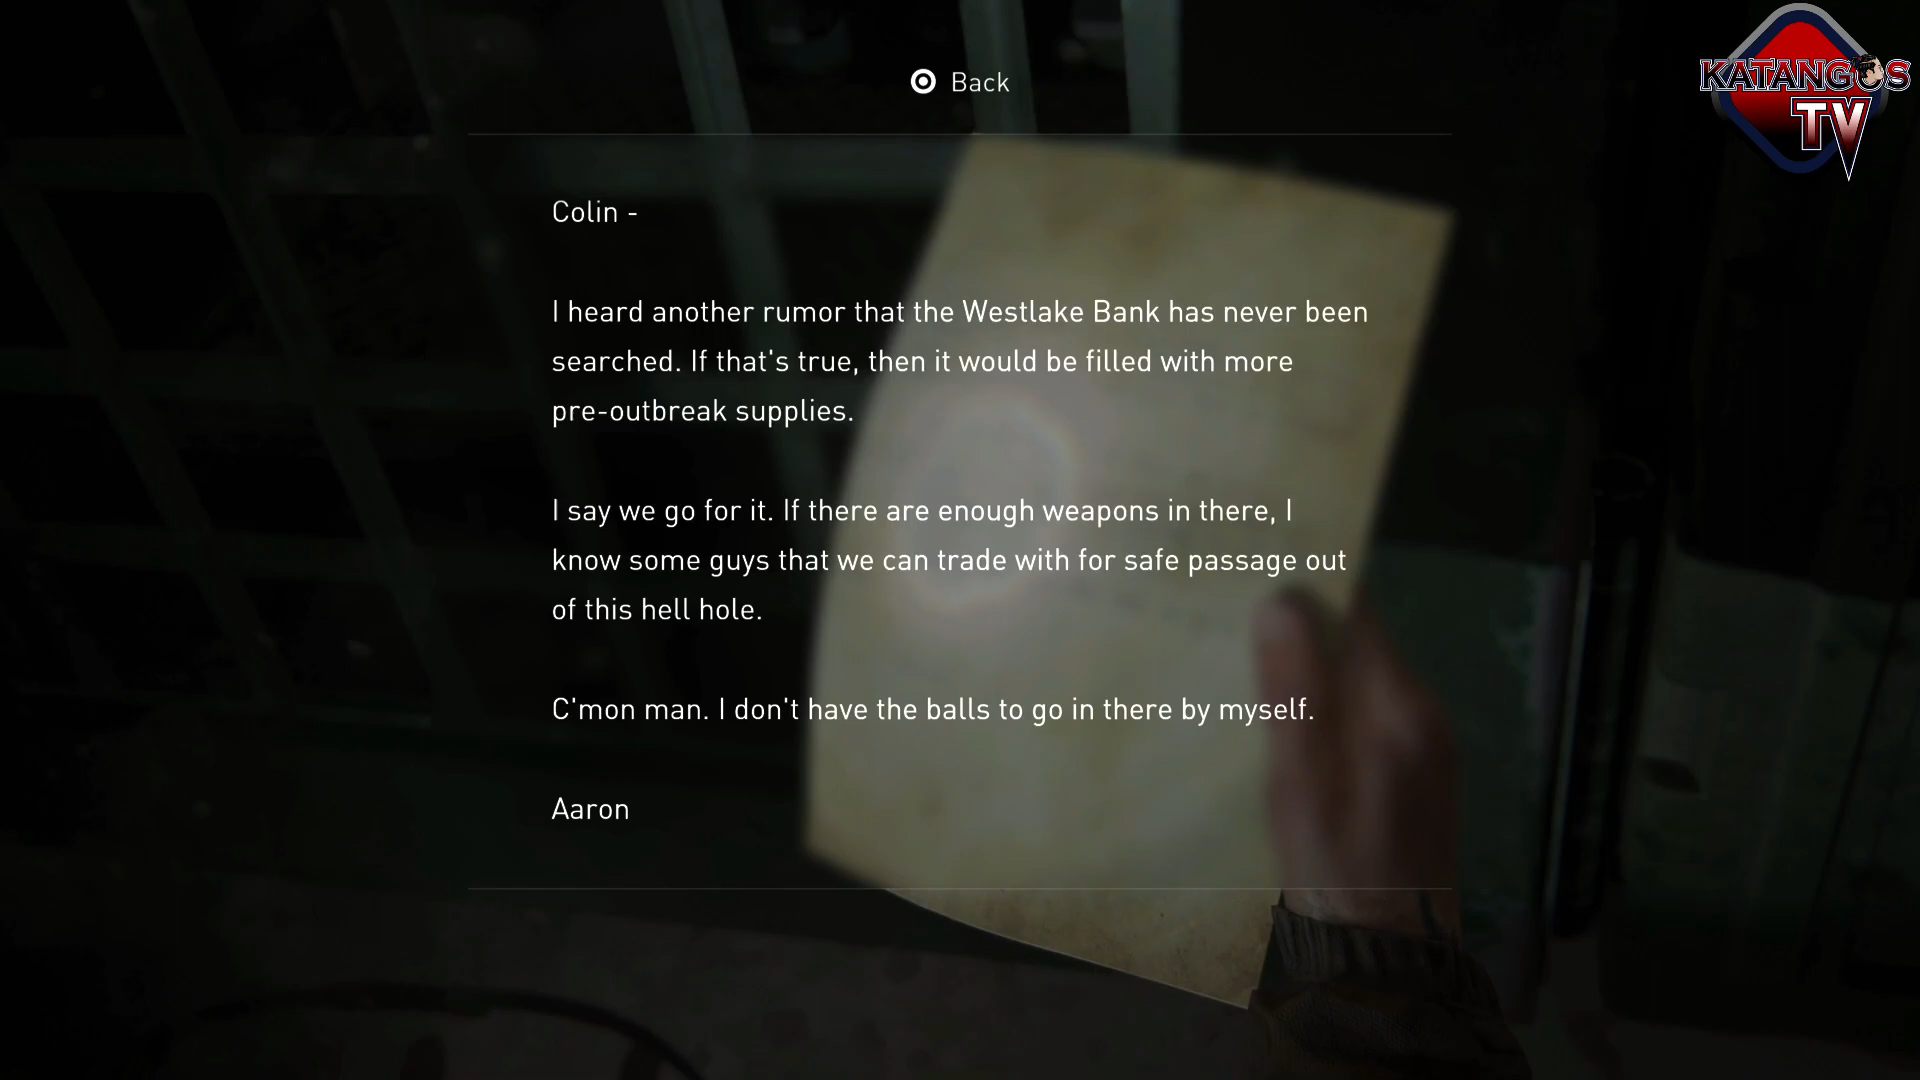 Back
KATANGOS
TV
Colin -
I heard another rumor that the Westlake Bank has never been
searched. If that's true, then it would be filled with more
pre-outbreak supplies.
I say we go for it. If there are enough weapons in there, I
know some guys that we can trade with for safe passage out
of this hell hole.
C'mon man. I don't have the balls to go in there by myself.
Aaron